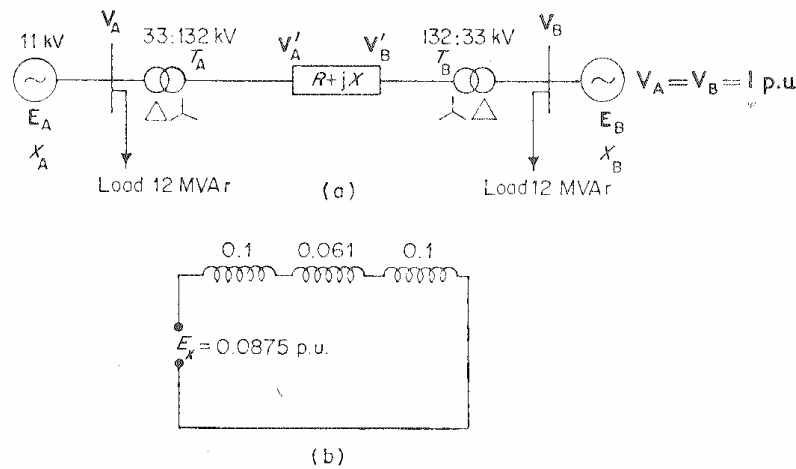 11 kV
V_A
33:132 kV
T_A
V'_A
R+jX
V'_B
132:33 kV
T_B
V_B
V_A=V_B=1 p.u
E_A
X_A
E_B
X_B
Load 12 MVAr
Load 12 MVAr
(a)
0.1
0.061
0.1
E_x=0.0875 p.u.
(b)